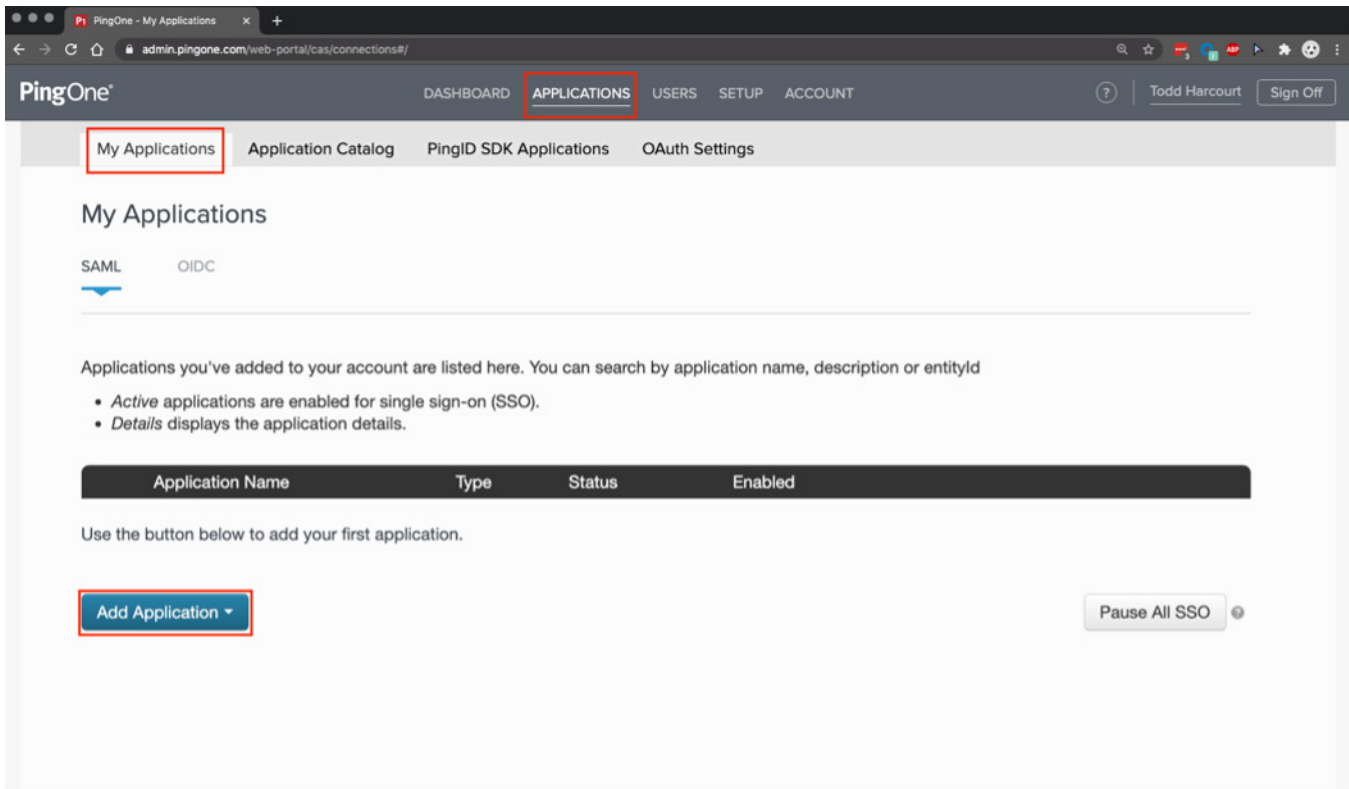 PingOne - My Applications
admin.pingone.com/web-portal/cas/connections#/
PingOne® DASHBOARD APPLICATIONS USERS SETUP ACCOUNT ? Todd Harcourt Sign Off
My Applications Application Catalog PingID SDK Applications OAuth Settings
My Applications
SAML OIDC
Applications you've added to your account are listed here. You can search by application name, description or entityId
• Active applications are enabled for single sign-on (SSO).
• Details displays the application details.
Application Name Type Status Enabled
Use the button below to add your first application.
Add Application Pause All SSO ?